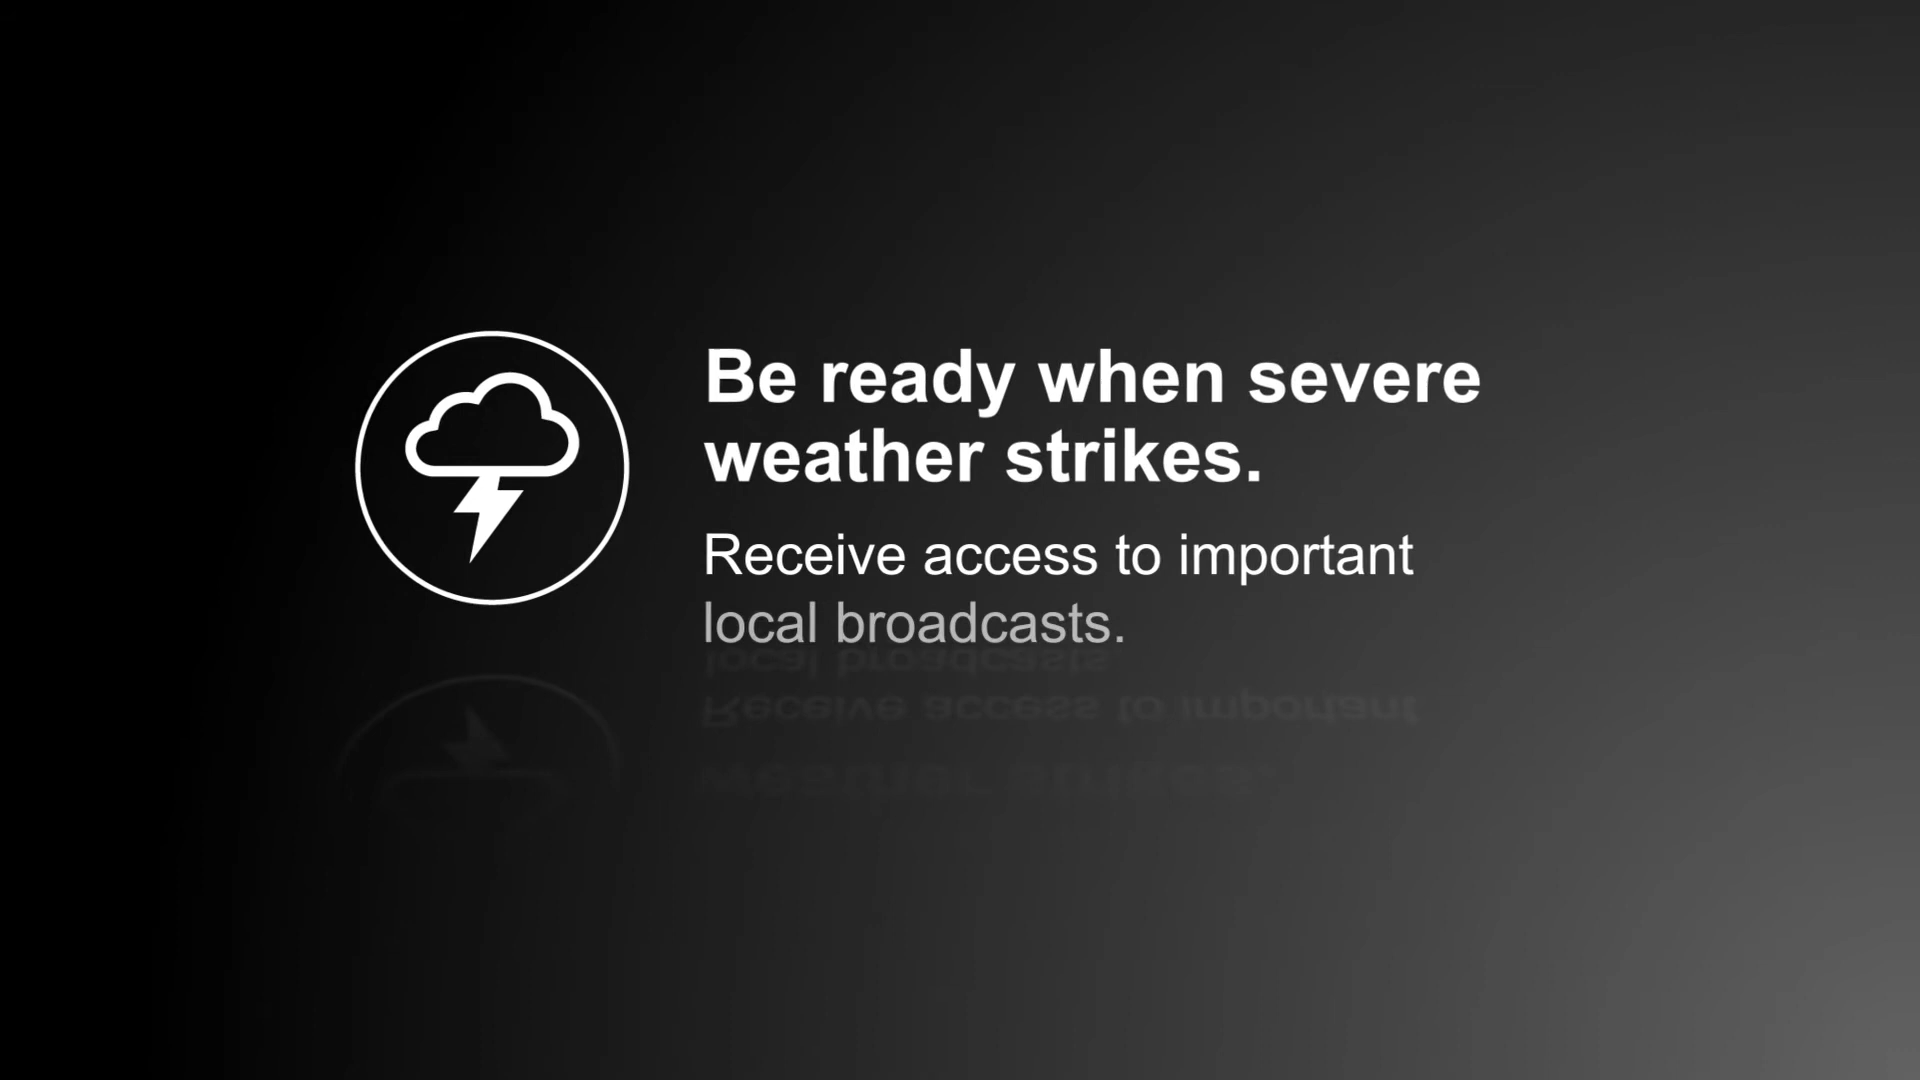 Be ready when severe
weather strikes.
Receive access to important
local broadcasts.